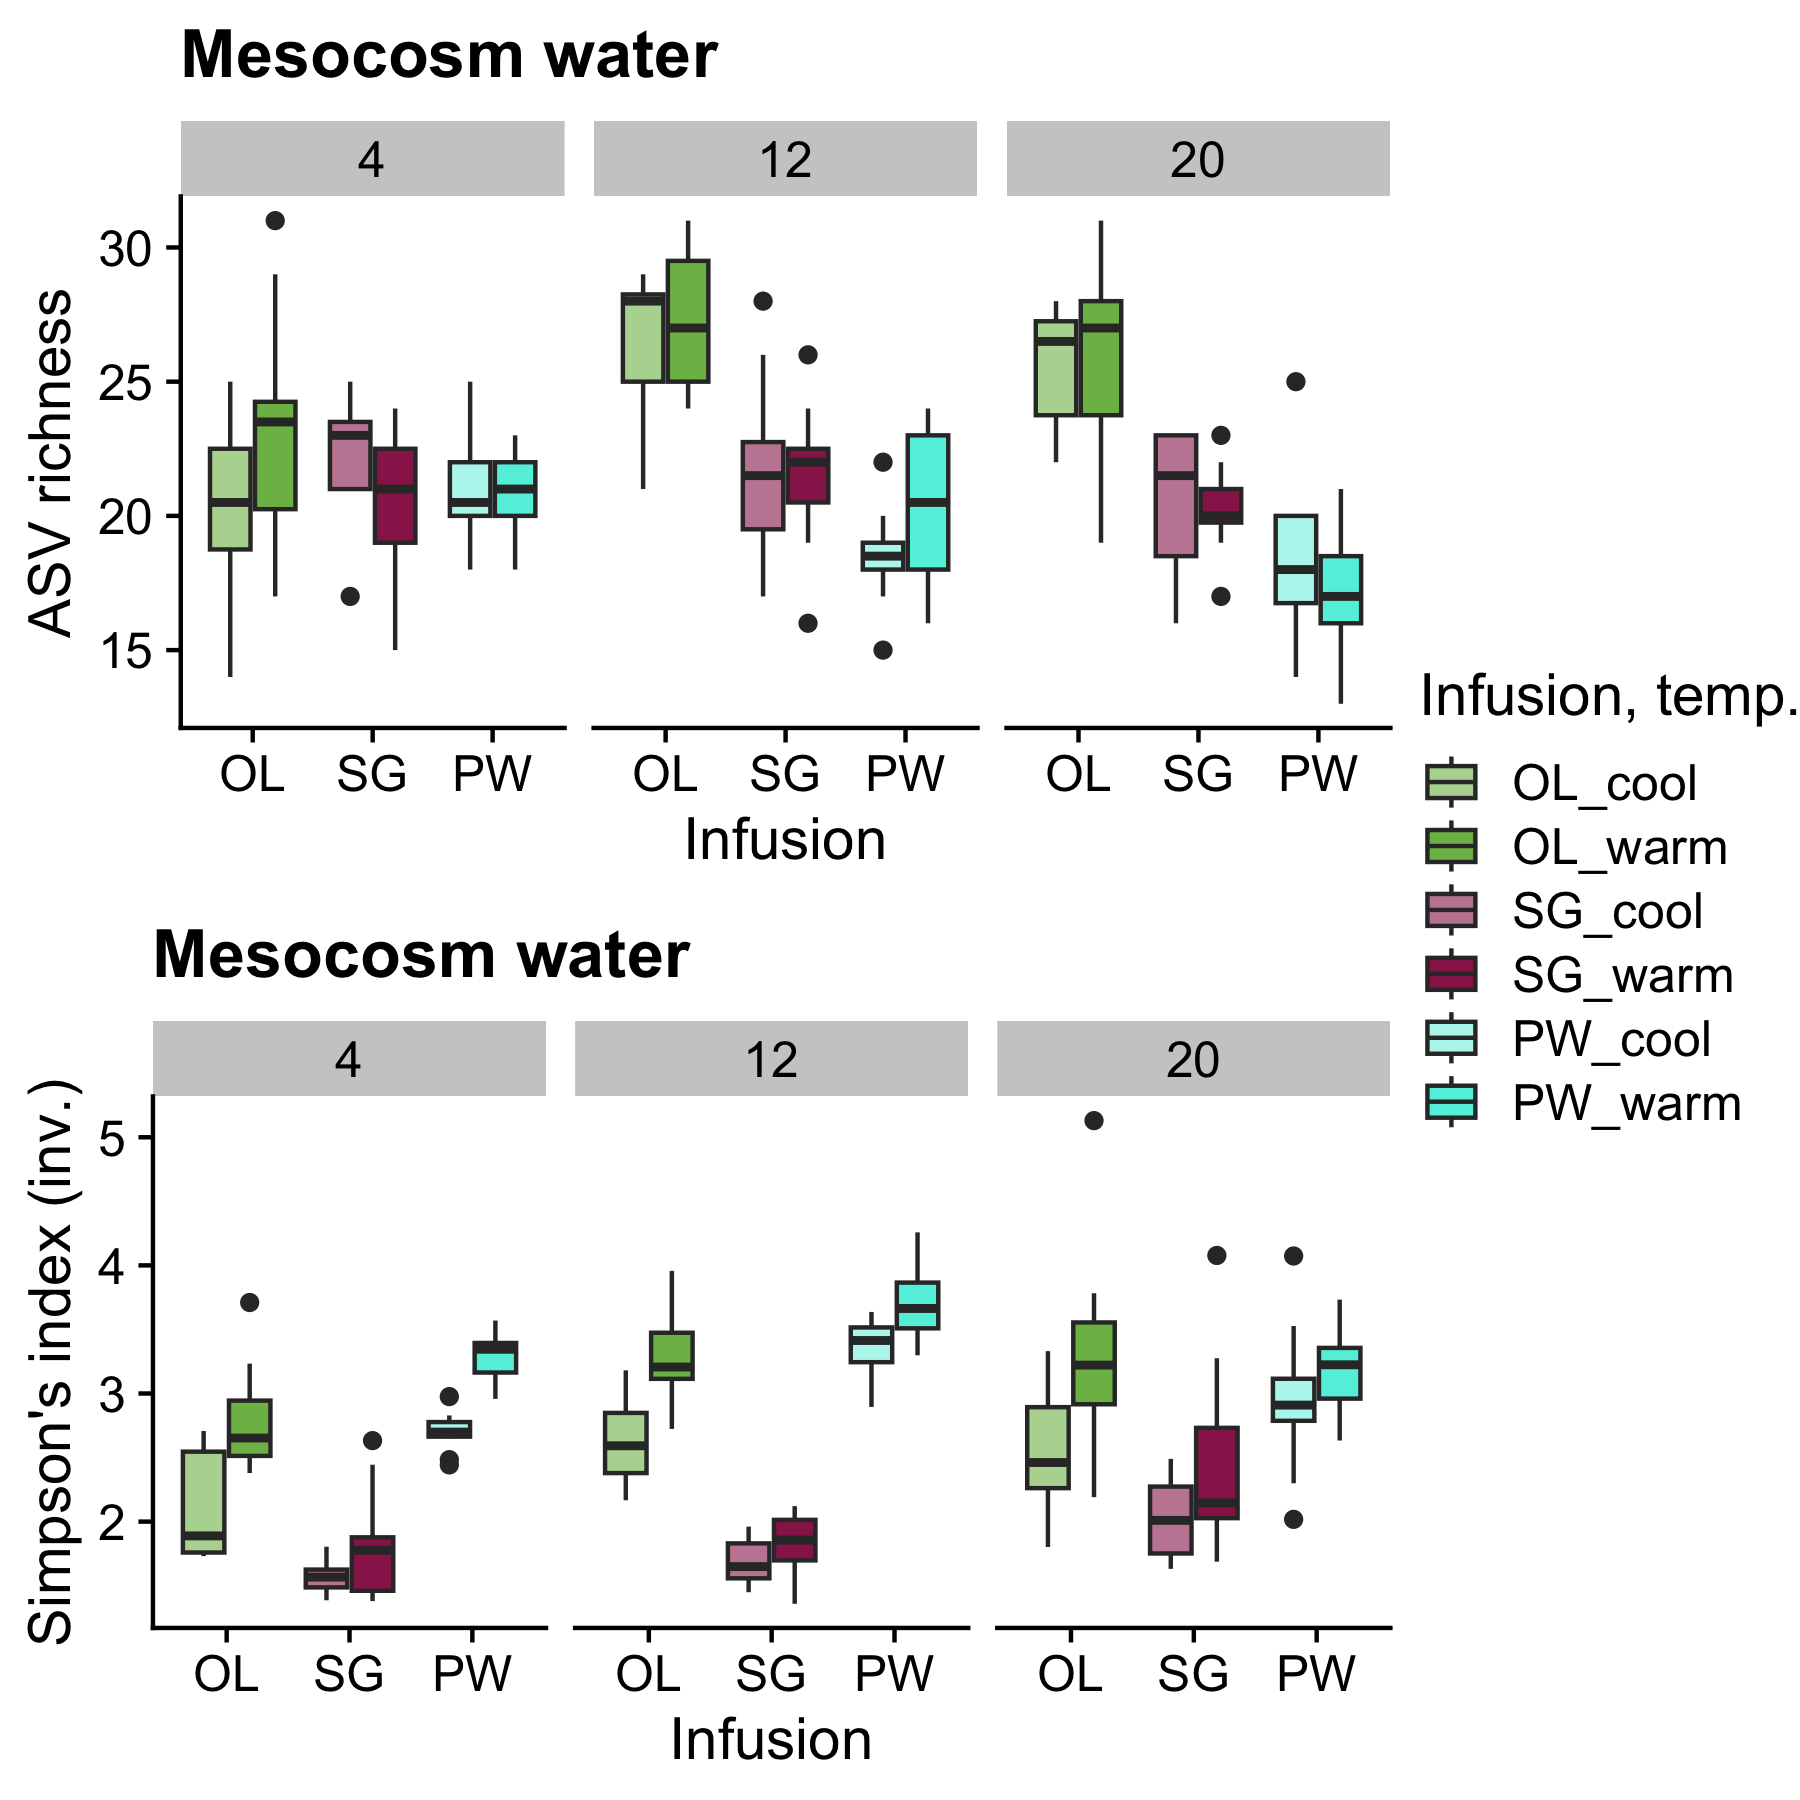 Mesocosm water
4 12 20
30
25
20
15
ASV richness
OL SG PW OL SG PW OL SG PW
Infusion
Infusion, temp.
OL_cool
OL_warm
SG_cool
SG_warm
PW_cool
PW_warm
Mesocosm water
4 12 20
5
4
3
2
Simpson's index (inv.)
OL SG PW OL SG PW OL SG PW
Infusion